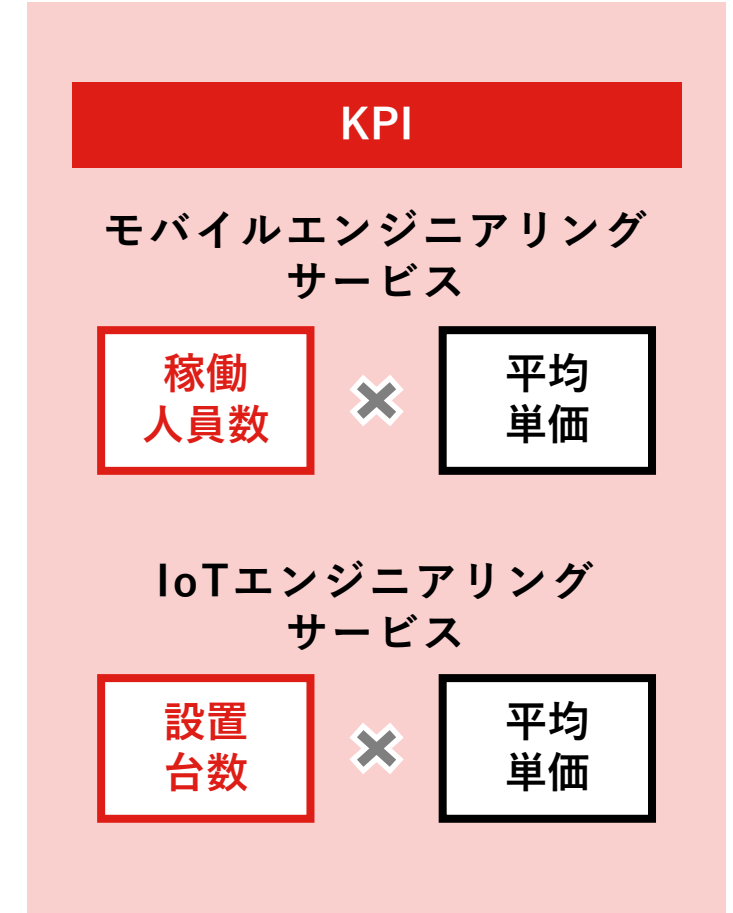 KPI
モバイルエンジニアリング
サービス
稼働
人員数
×
平均
単価
IoTエンジニアリング
サービス
設置
台数
×
平均
単価